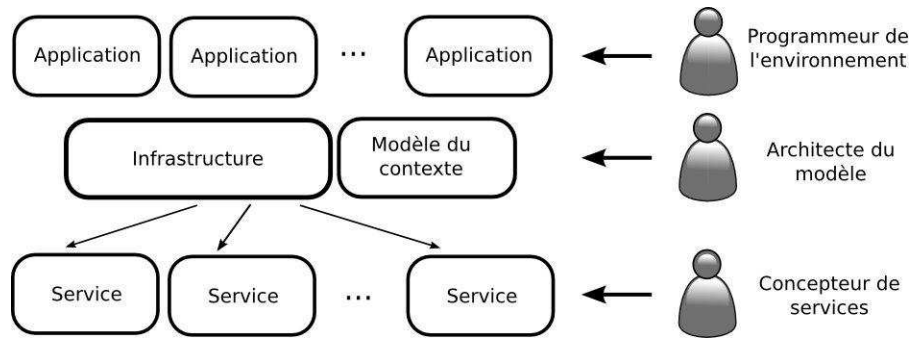 Application
Application
...
Application
Programmeur de
l'environnement
Infrastructure
Modèle du
contexte
Architecte du
modèle
Service
Service
...
Service
Concepteur de
services